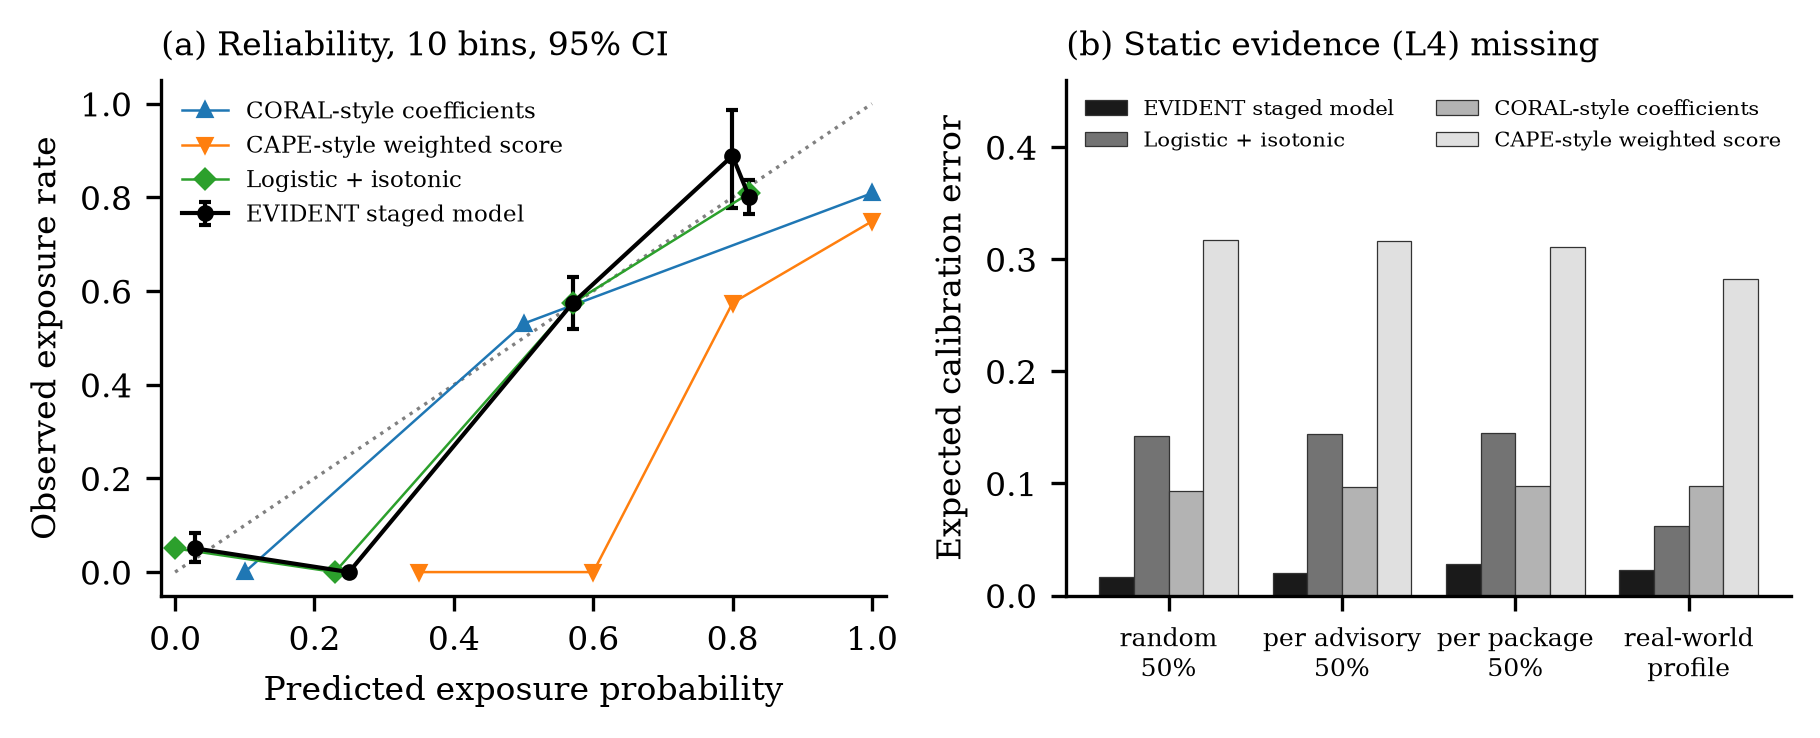 (a) Reliability, 10 bins, 95% CI
CORAL-style coefficients
CAPE-style weighted score
Logistic + isotonic
EVIDENT staged model
Observed exposure rate
1.0
0.8
0.6
0.4
0.2
0.0
0.0 0.2 0.4 0.6 0.8 1.0
Predicted exposure probability
(b) Static evidence (L4) missing
EVIDENT staged model
Logistic + isotonic
CORAL-style coefficients
CAPE-style weighted score
Expected calibration error
0.4
0.3
0.2
0.1
0.0
random
50%
per advisory
50%
per package
50%
real-world
profile